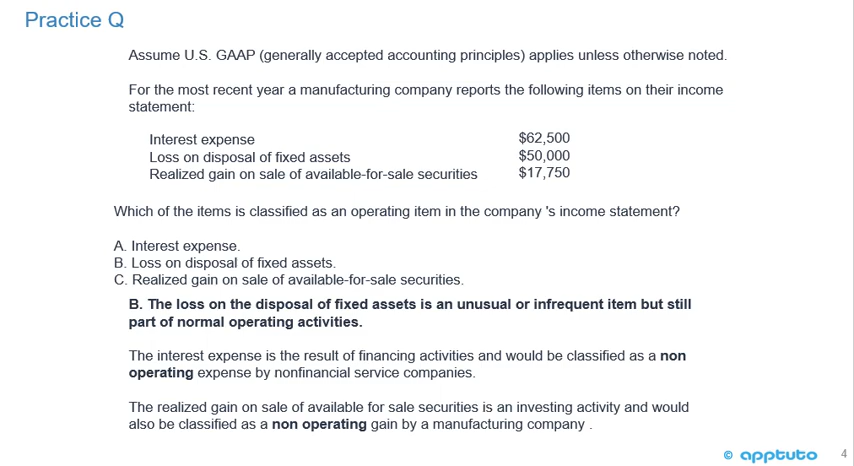 Practice Q
Assume U.S. GAAP (generally accepted accounting principles) applies unless otherwise noted.
For the most recent year a manufacturing company reports the following items on their income
statement:
Interest expense $62,500
Loss on disposal of fixed assets $50,000
Realized gain on sale of available-for-sale securities $17,750
Which of the items is classified as an operating item in the company 's income statement?
A. Interest expense.
B. Loss on disposal of fixed assets.
C. Realized gain on sale of available-for-sale securities.
B. The loss on the disposal of fixed assets is an unusual or infrequent item but still
part of normal operating activities.
The interest expense is the result of financing activities and would be classified as a non
operating expense by nonfinancial service companies.
The realized gain on sale of available for sale securities is an investing activity and would
also be classified as a non operating gain by a manufacturing company .
© apptuto 4